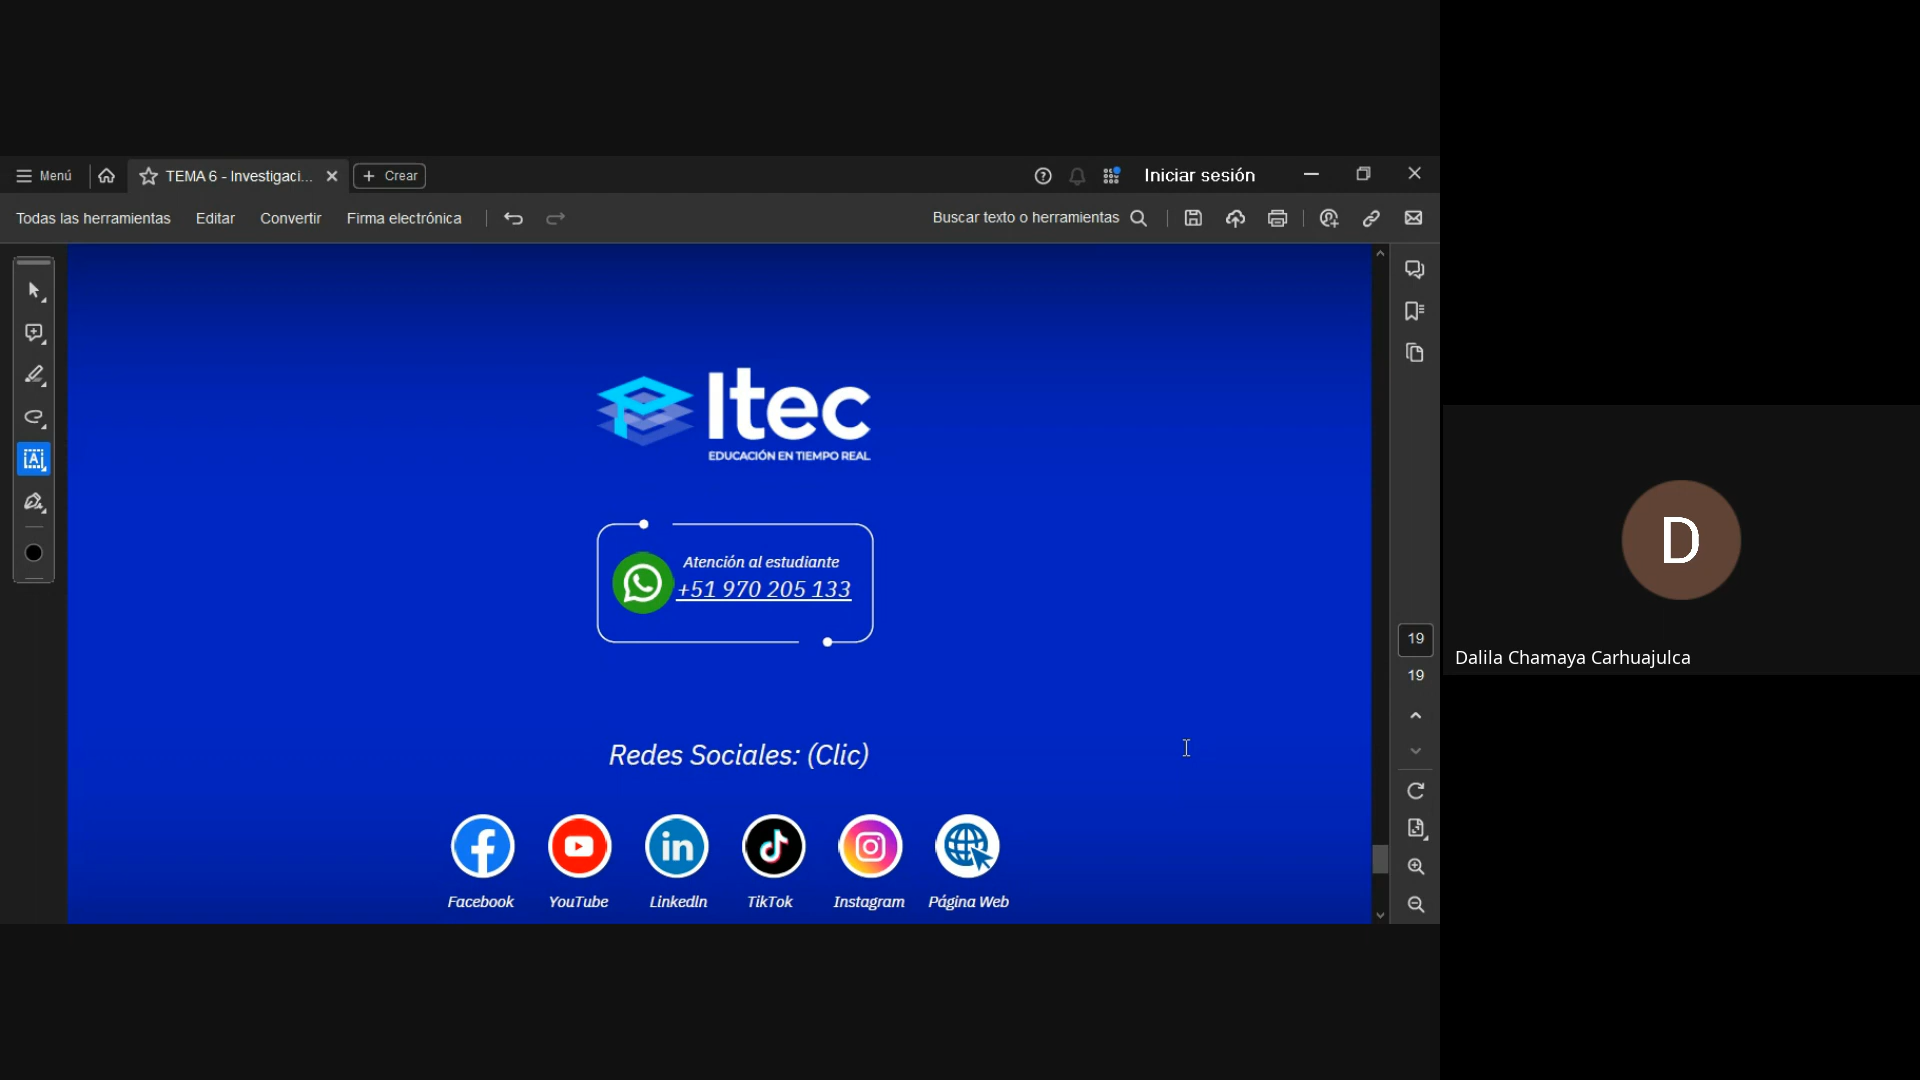 Menú
TEMA 6 - Investigaci...
Crear
Iniciar sesión
Todas las herramientas
Editar
Convertir
Firma electrónica
Buscar texto o herramientas
Itec
EDUCACIÓN EN TIEMPO REAL
Atención al estudiante
+51 970 205 133
Redes Sociales: (Clic)
Facebook
YouTube
LinkedIn
TikTok
Instagram
Página Web
19
19
D
Dalila Chamaya Carhuajulca